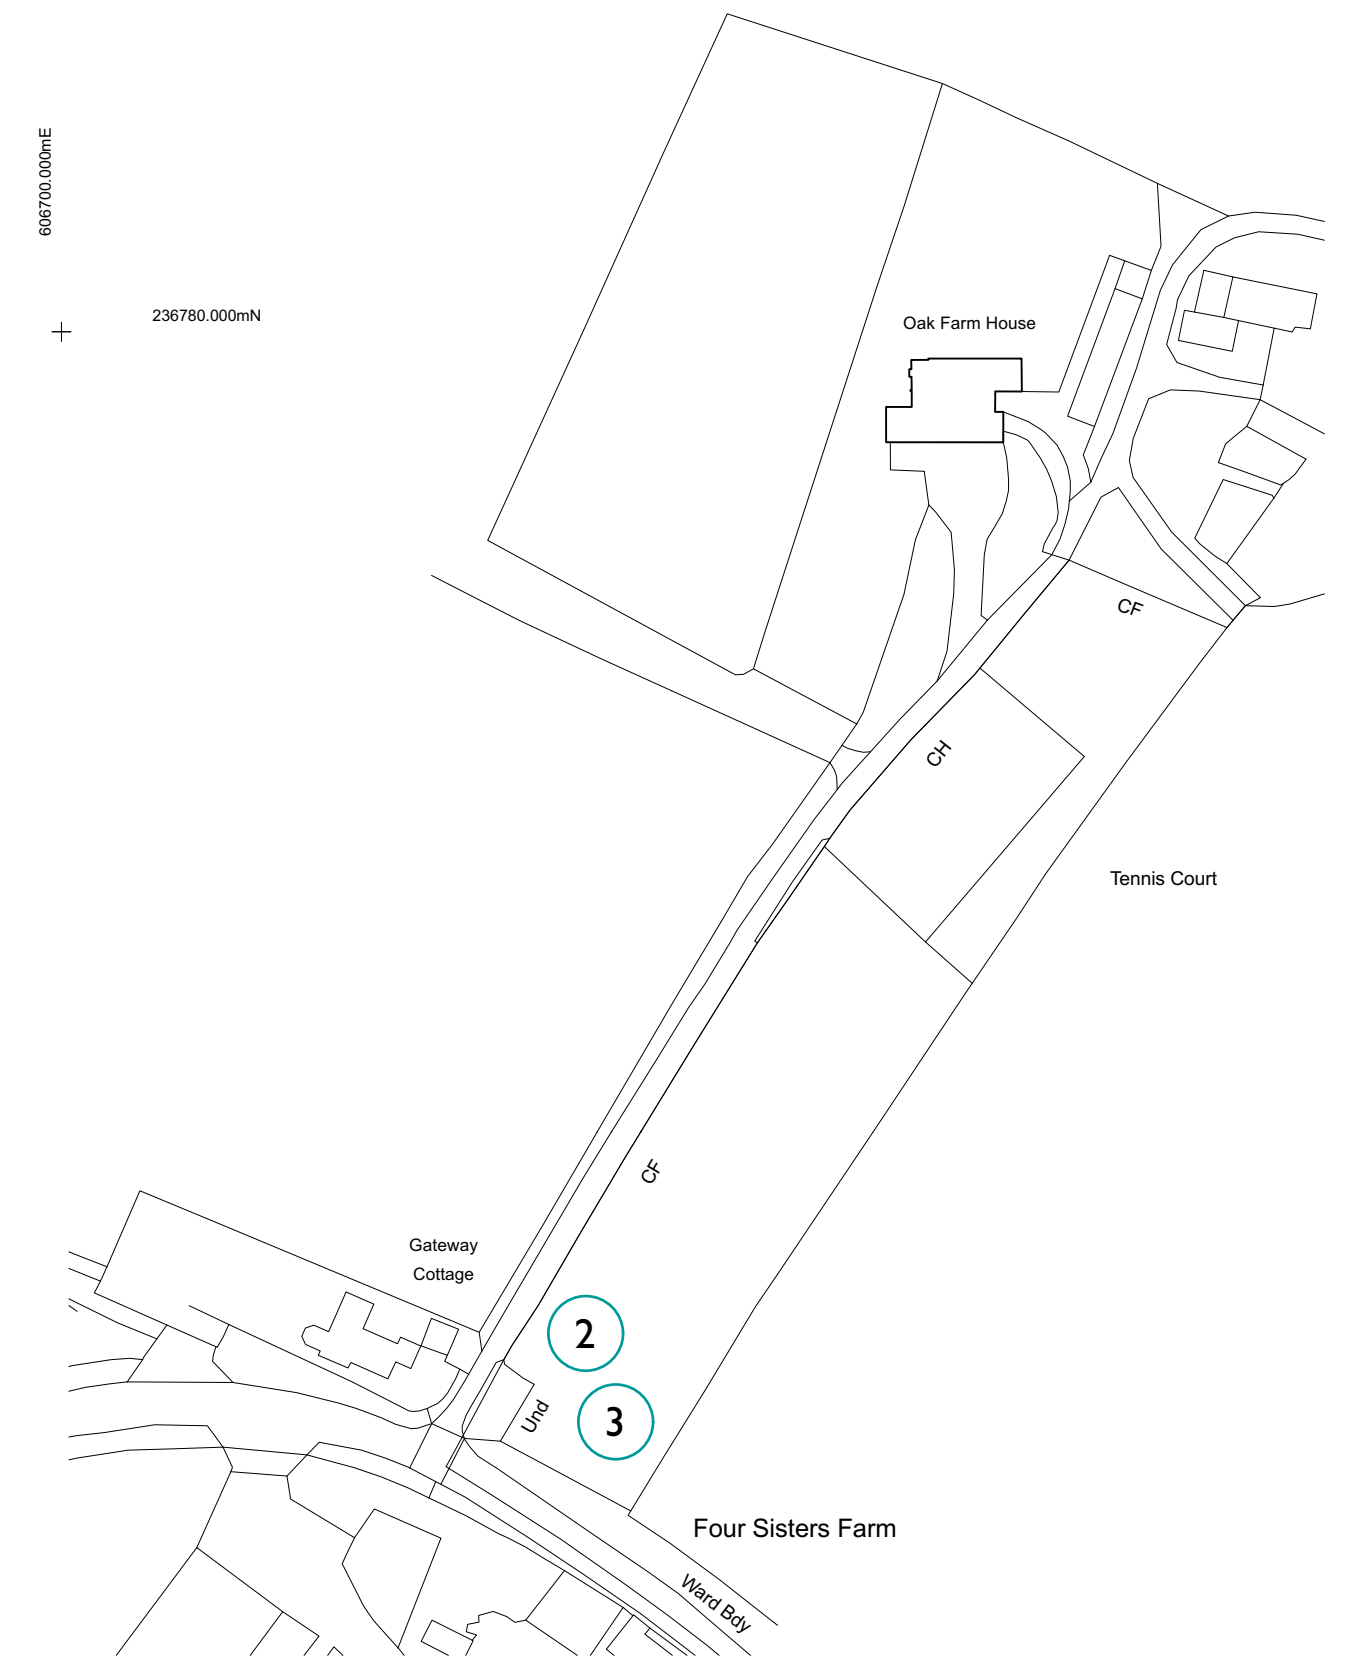 606700.000mE
236780.000mN
Oak Farm House
CF
CH
Tennis Court
CF
Gateway
Cottage
2
Und
3
Four Sisters Farm
Ward Bdy